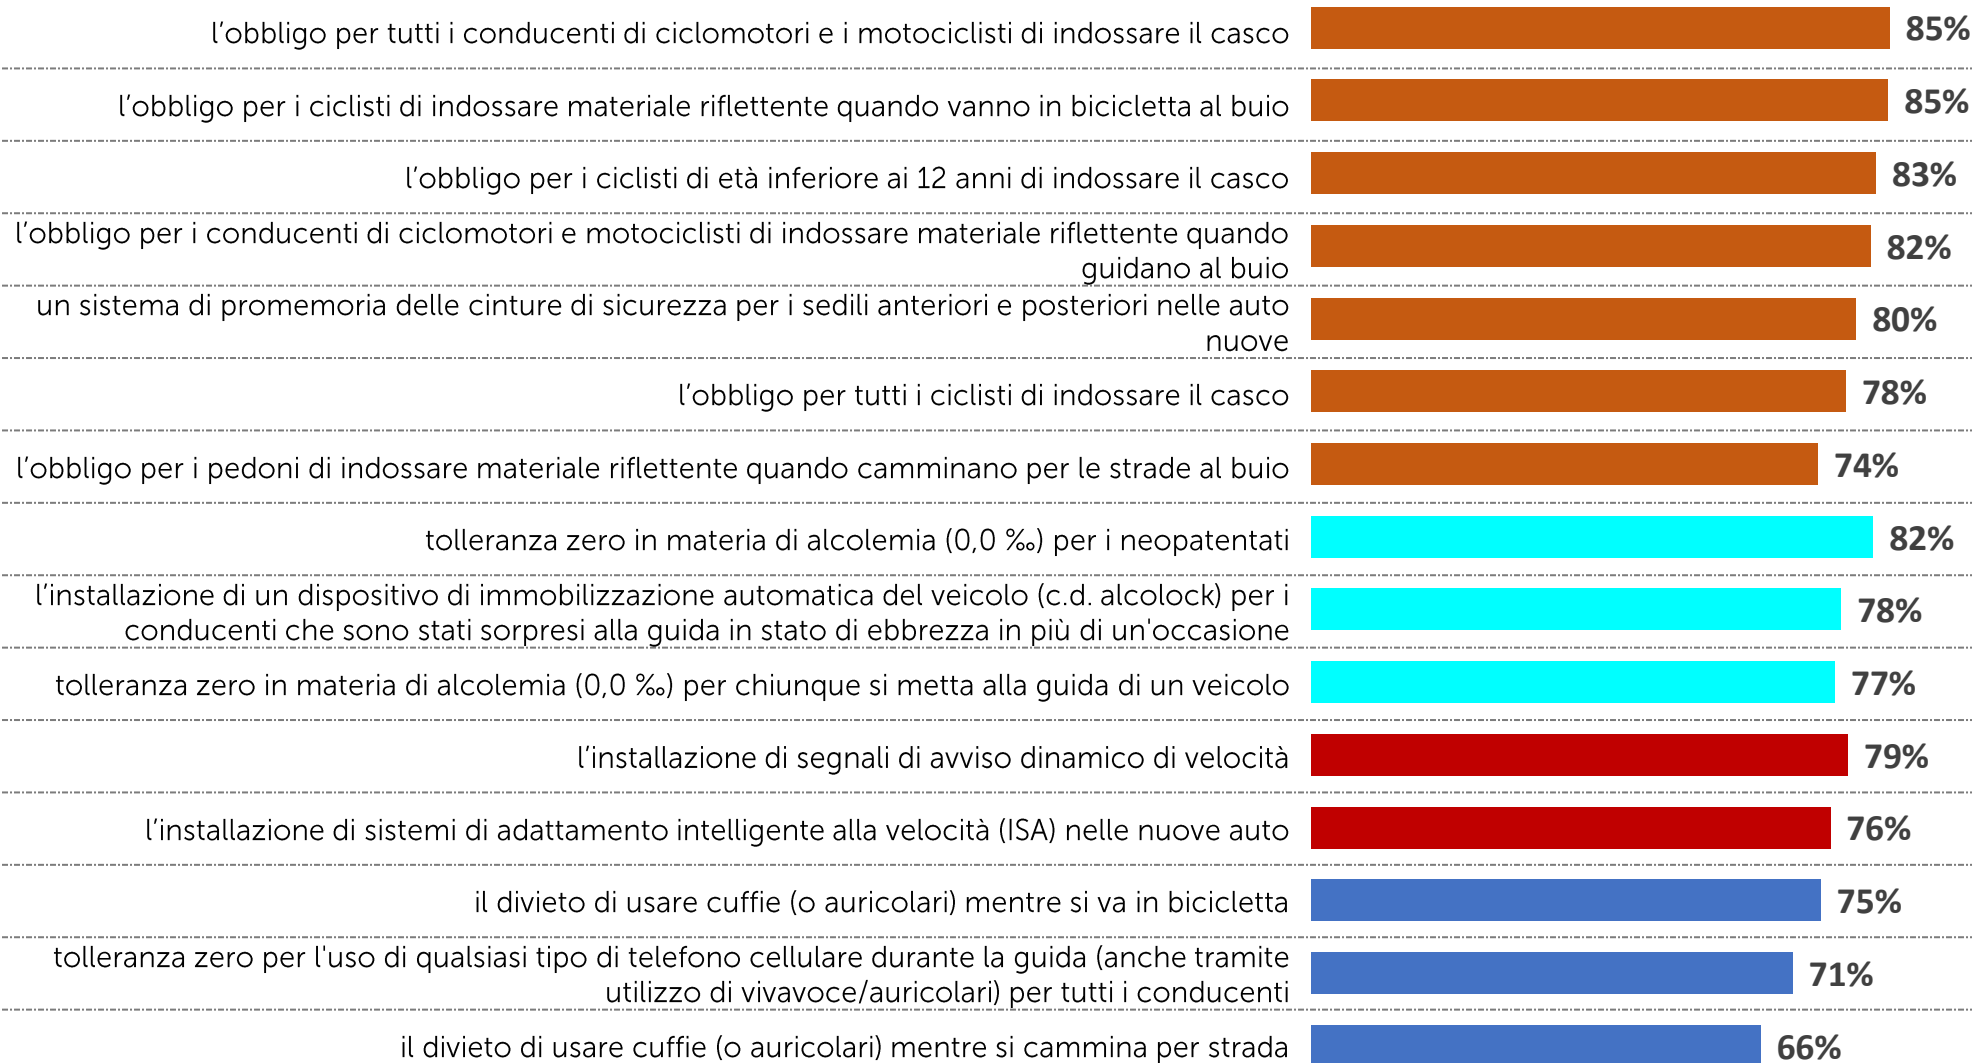 l’obbligo per tutti i conducenti di ciclomotori e i motociclisti di indossare il casco 85%
l’obbligo per i ciclisti di indossare materiale riflettente quando vanno in bicicletta al buio 85%
l’obbligo per i ciclisti di età inferiore ai 12 anni di indossare il casco 83%
l’obbligo per i conducenti di ciclomotori e motociclisti di indossare materiale riflettente quando
guidano al buio 82%
un sistema di promemoria delle cinture di sicurezza per i sedili anteriori e posteriori nelle auto
nuove 80%
l’obbligo per tutti i ciclisti di indossare il casco 78%
l’obbligo per i pedoni di indossare materiale riflettente quando camminano per le strade al buio 74%
tolleranza zero in materia di alcolemia (0,0 ‰) per i neopatentati 82%
l’installazione di un dispositivo di immobilizzazione automatica del veicolo (c.d. alcolock) per i
conducenti che sono stati sorpresi alla guida in stato di ebbrezza in più di un'occasione 78%
tolleranza zero in materia di alcolemia (0,0 ‰) per chiunque si metta alla guida di un veicolo 77%
l’installazione di segnali di avviso dinamico di velocità 79%
l’installazione di sistemi di adattamento intelligente alla velocità (ISA) nelle nuove auto 76%
il divieto di usare cuffie (o auricolari) mentre si va in bicicletta 75%
tolleranza zero per l'uso di qualsiasi tipo di telefono cellulare durante la guida (anche tramite
utilizzo di vivavoce/auricolari) per tutti i conducenti 71%
il divieto di usare cuffie (o auricolari) mentre si cammina per strada 66%